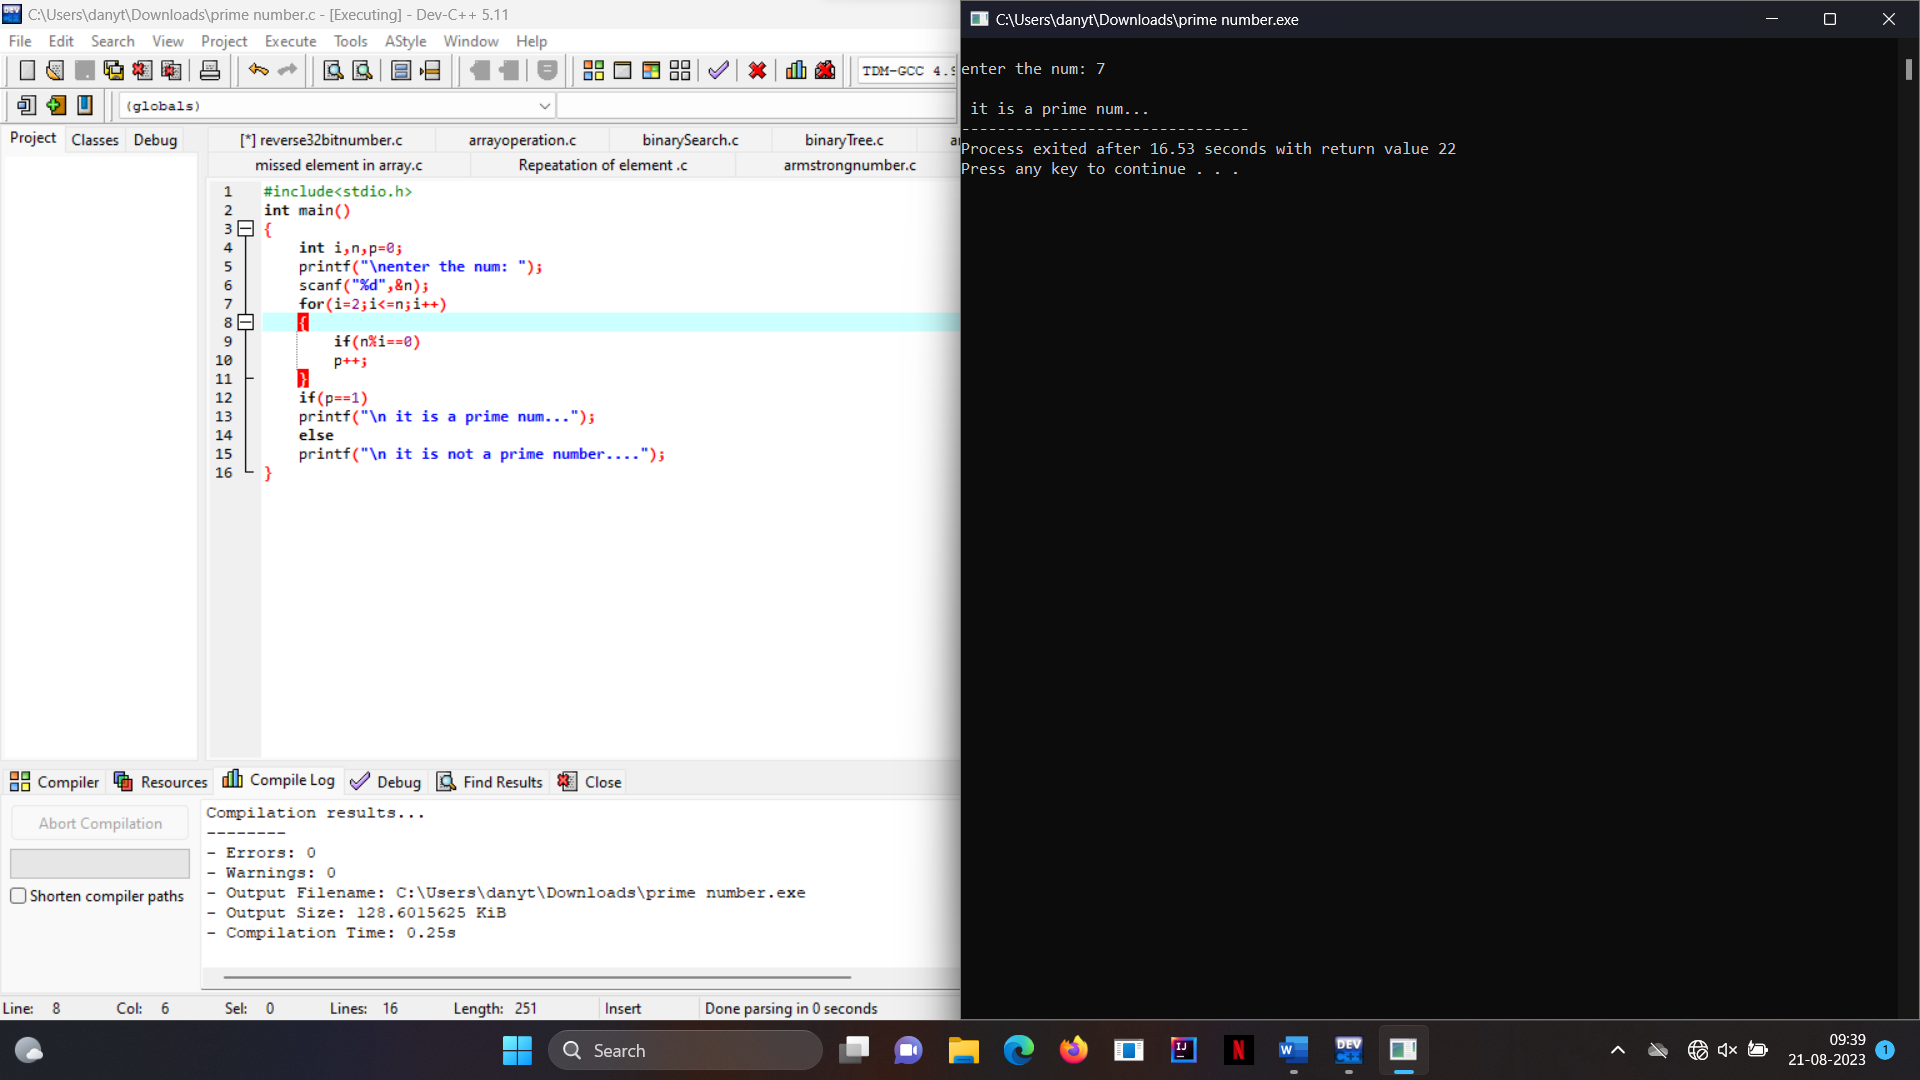 C:\Users\danyt\Downloads\prime number.c - [Executing] - Dev-C++ 5.11
File Edit Search View Project Execute Tools AStyle Window Help
TDM-GCC 4.9
(globals)
Project Classes Debug
[*] reverse32bitnumber.c arrayoperation.c binarySearch.c binaryTree.c
missed element in array.c Repeatation of element .c armstrongnumber.c
1 #include<stdio.h>
2 int main()
3 {
4 int i,n,p=0;
5 printf("\nenter the num: ");
6 scanf("%d",&n);
7 for(i=2;i<=n;i++)
8 {
9 if(n%i==0)
10 p++;
11 }
12 if(p==1)
13 printf("\n it is a prime num...");
14 else
15 printf("\n it is not a prime number....");
16 }
Compiler Resources Compile Log Debug Find Results Close
Abort Compilation
Shorten compiler paths
Compilation results...
--------
- Errors: 0
- Warnings: 0
- Output Filename: C:\Users\danyt\Downloads\prime number.exe
- Output Size: 128.6015625 KiB
- Compilation Time: 0.25s
Line: 8 Col: 6 Sel: 0 Lines: 16 Length: 251 Insert Done parsing in 0 seconds
C:\Users\danyt\Downloads\prime number.exe
enter the num: 7
it is a prime num...
--------------------------------
Process exited after 16.53 seconds with return value 22
Press any key to continue . . .
Search
09:39
21-08-2023
1